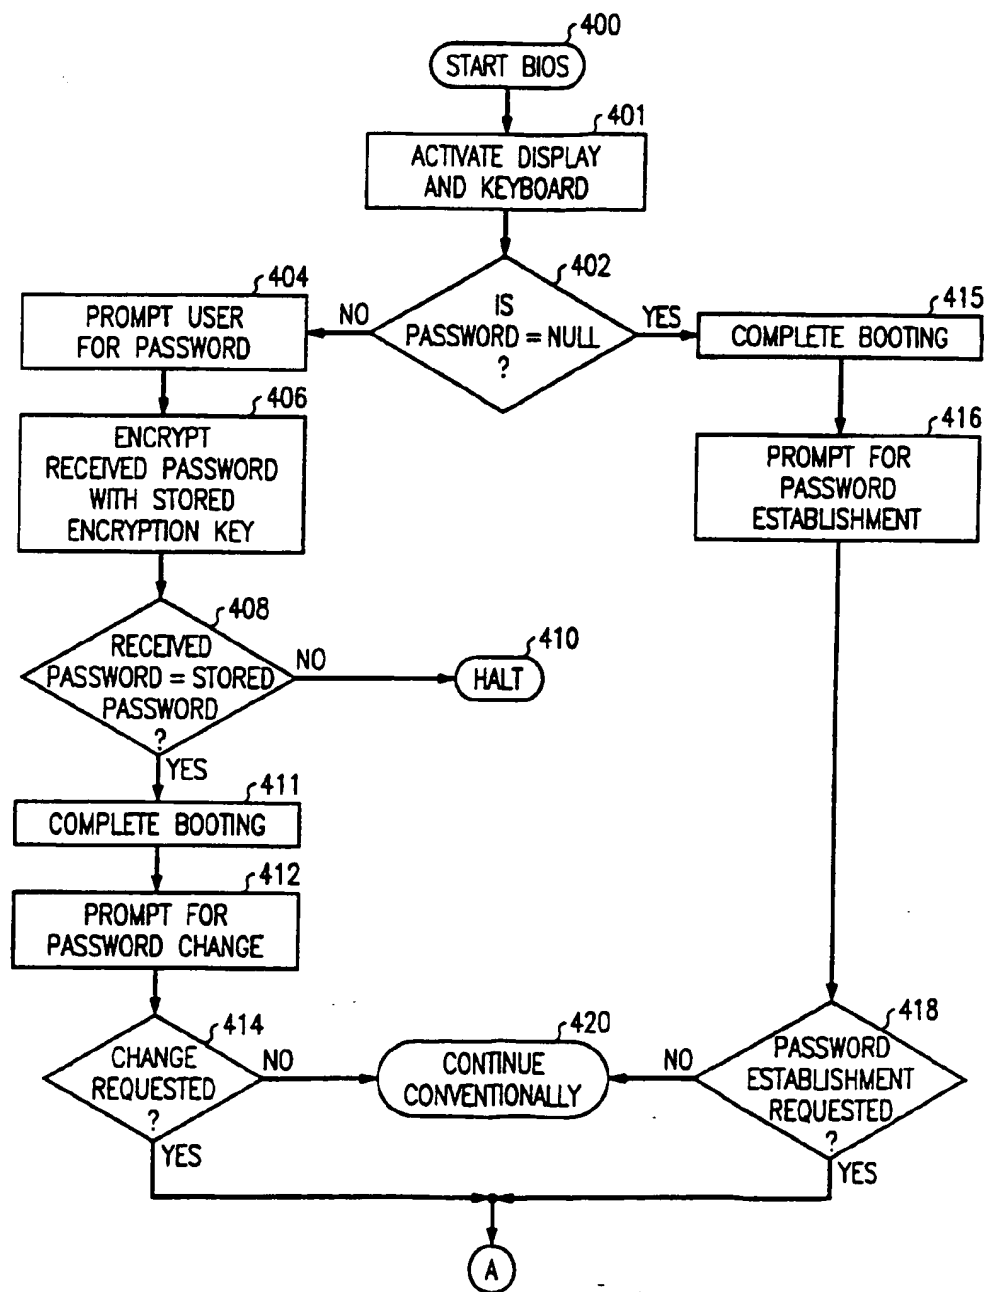 400
START BIOS
401
ACTIVATE DISPLAY
AND KEYBOARD
402
IS
PASSWORD = NULL
?
NO
YES
404
PROMPT USER
FOR PASSWORD
415
COMPLETE BOOTING
406
ENCRYPT
RECEIVED PASSWORD
WITH STORED
ENCRYPTION KEY
416
PROMPT FOR
PASSWORD
ESTABLISHMENT
408
RECEIVED
PASSWORD = STORED
PASSWORD
?
NO
410
HALT
YES
411
COMPLETE BOOTING
412
PROMPT FOR
PASSWORD CHANGE
414
CHANGE
REQUESTED
?
NO
420
CONTINUE
CONVENTIONALLY
NO
418
PASSWORD
ESTABLISHMENT
REQUESTED
?
YES
YES
A